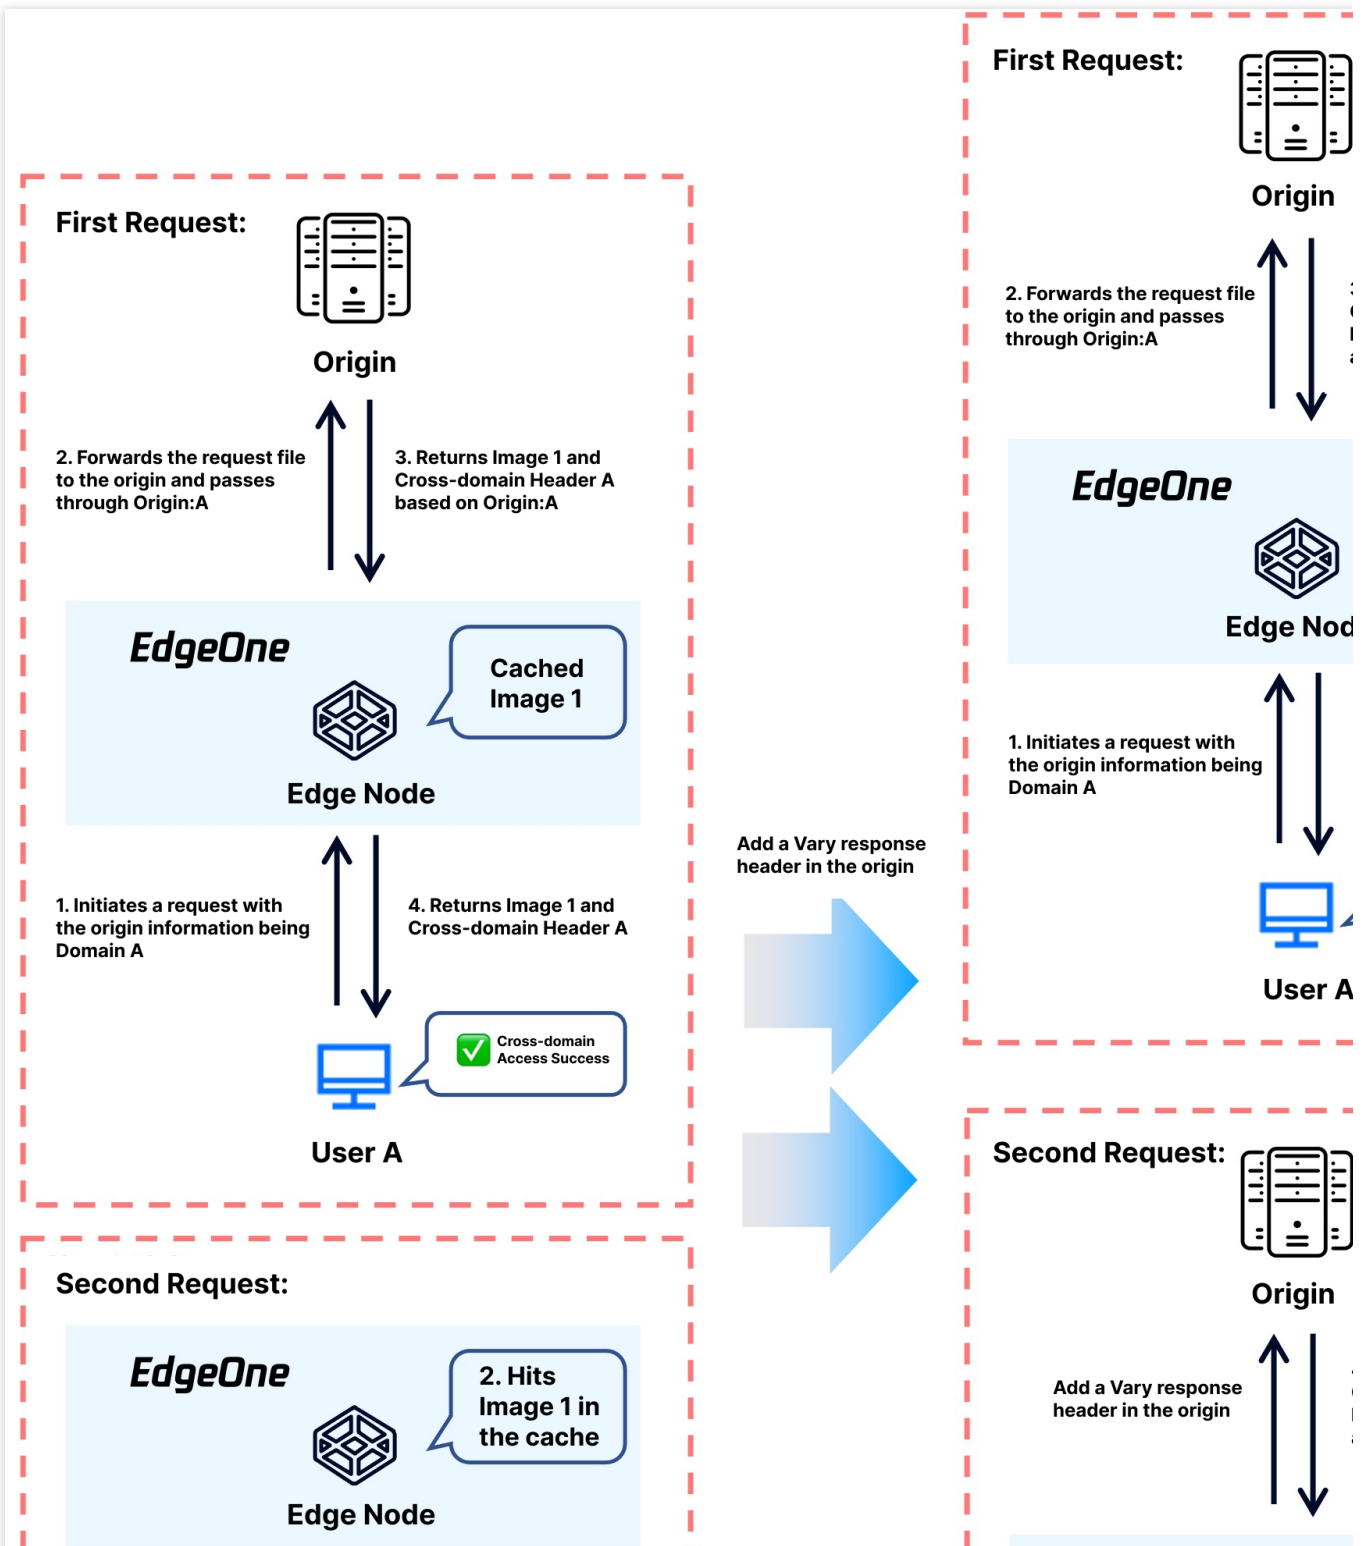 First Request:
Origin
2. Forwards the request file
to the origin and passes
through Origin:A
3. Returns Image 1 and
Cross-domain Header A
based on Origin:A
EdgeOne
Cached
Image 1
Edge Node
1. Initiates a request with
the origin information being
Domain A
4. Returns Image 1 and
Cross-domain Header A
Cross-domain
Access Success
User A
Second Request:
EdgeOne
2. Hits
Image 1 in
the cache
Edge Node
Add a Vary response
header in the origin
First Request:
Origin
2. Forwards the request file
to the origin and passes
through Origin:A
EdgeOne
Edge Nod
1. Initiates a request with
the origin information being
Domain A
User A
Second Request:
Origin
Add a Vary response
header in the origin